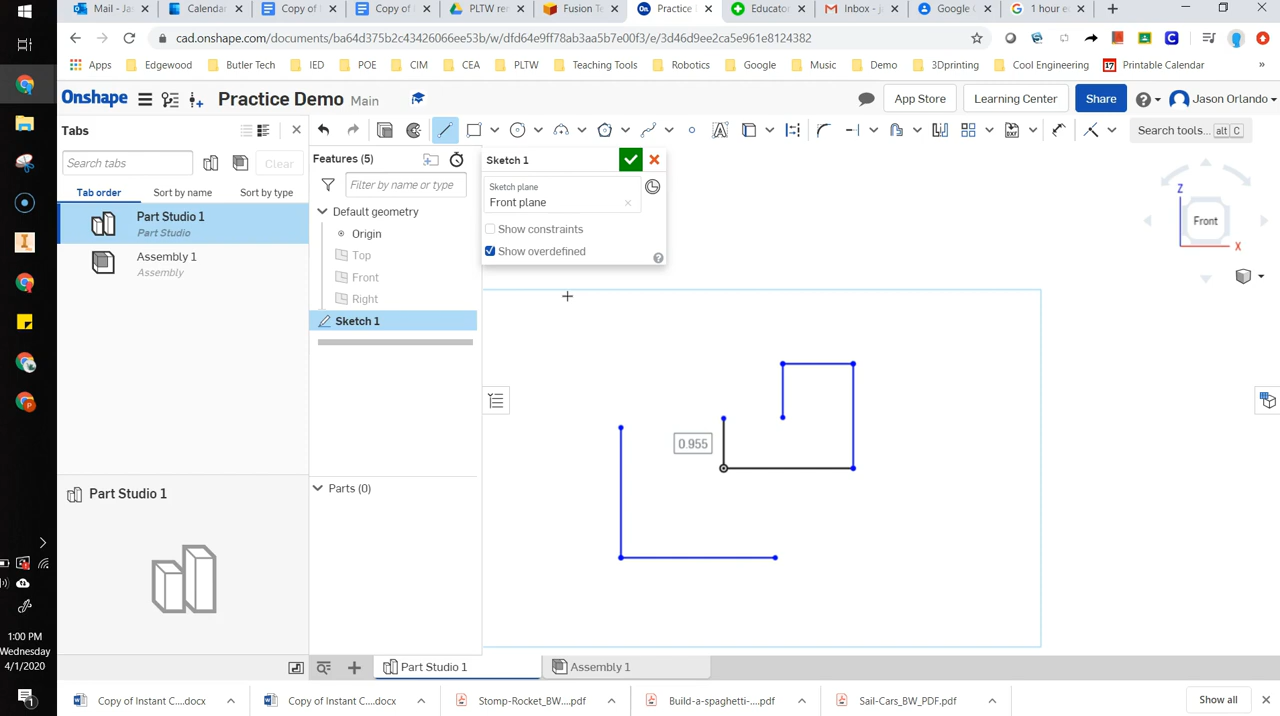 Mail - Jas
Calendar
Copy of I
Copy of I
PLTW re
Fusion Te
Practice
Educator
Inbox - ja
Google C
1 hour ex
cad.onshape.com/documents/ba64d375b2c43426066ee53b/w/dfd64e9ff78ab3aa5b7e00f3/e/3d46d9ee2ca5e961e8124382
Apps
Edgewood
Butler Tech
IED
POE
CIM
CEA
PLTW
Teaching Tools
Robotics
Google
Music
Demo
3Dprinting
Cool Engineering
17
Printable Calendar
»
Onshape
Practice Demo
Main
App Store
Learning Center
Share
Jason Orlando
Tabs
Features (5)
Search tools...
alt C
Search tabs
Clear
Filter by name or type
Tab order
Sort by name
Sort by type
Part Studio 1
Part Studio
Assembly 1
Assembly
Default geometry
Origin
Top
Front
Right
Sketch 1
Sketch 1
Sketch plane
Front plane
Show constraints
Show overdefined
Z
Front
X
0.955
Parts (0)
Part Studio 1
Part Studio 1
Assembly 1
1:00 PM
4/1/2020
1
Copy of Instant C....docx
Copy of Instant C....docx
Stomp-Rocket_BW....pdf
Build-a-spaghetti-....pdf
Sail-Cars_BW_PDF.pdf
Show all